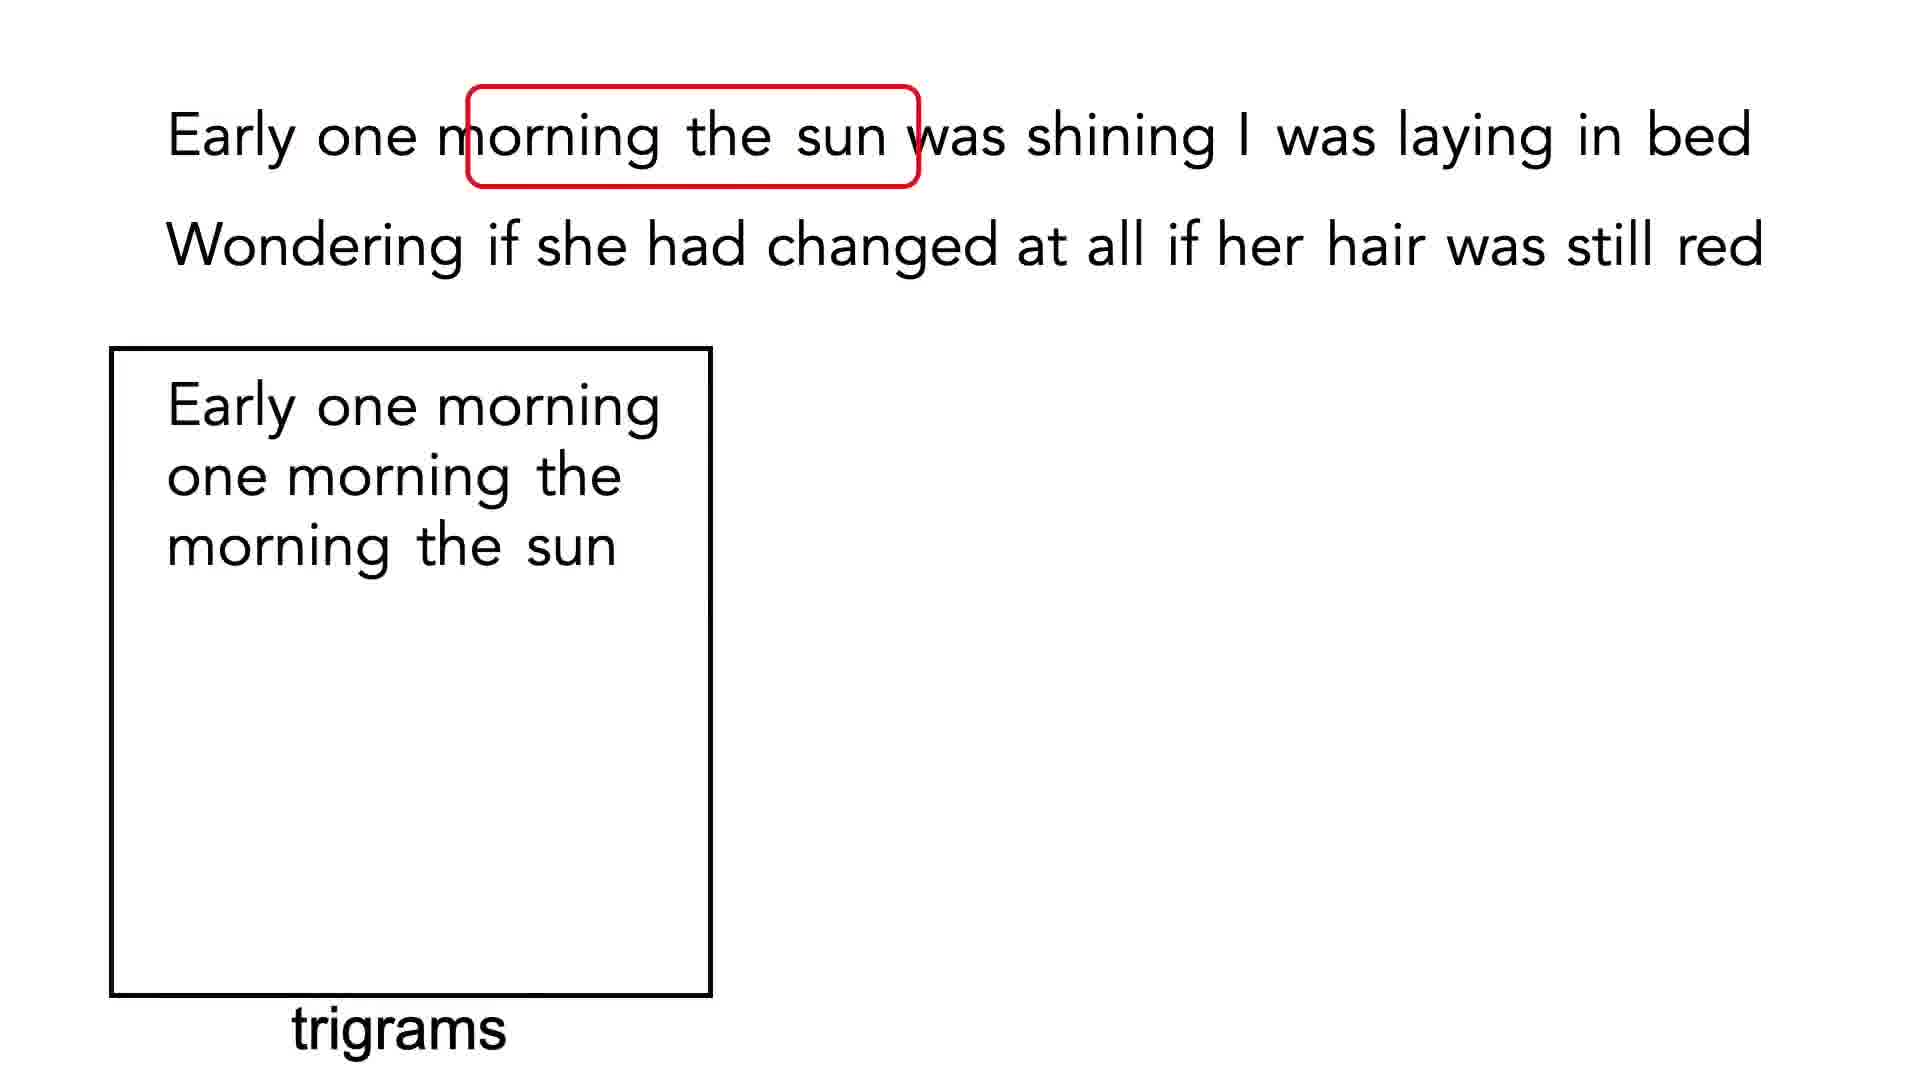 Early one morning the sun was shining I was laying in bed
Wondering if she had changed at all if her hair was still red
Early one morning
one morning the
morning the sun
trigrams